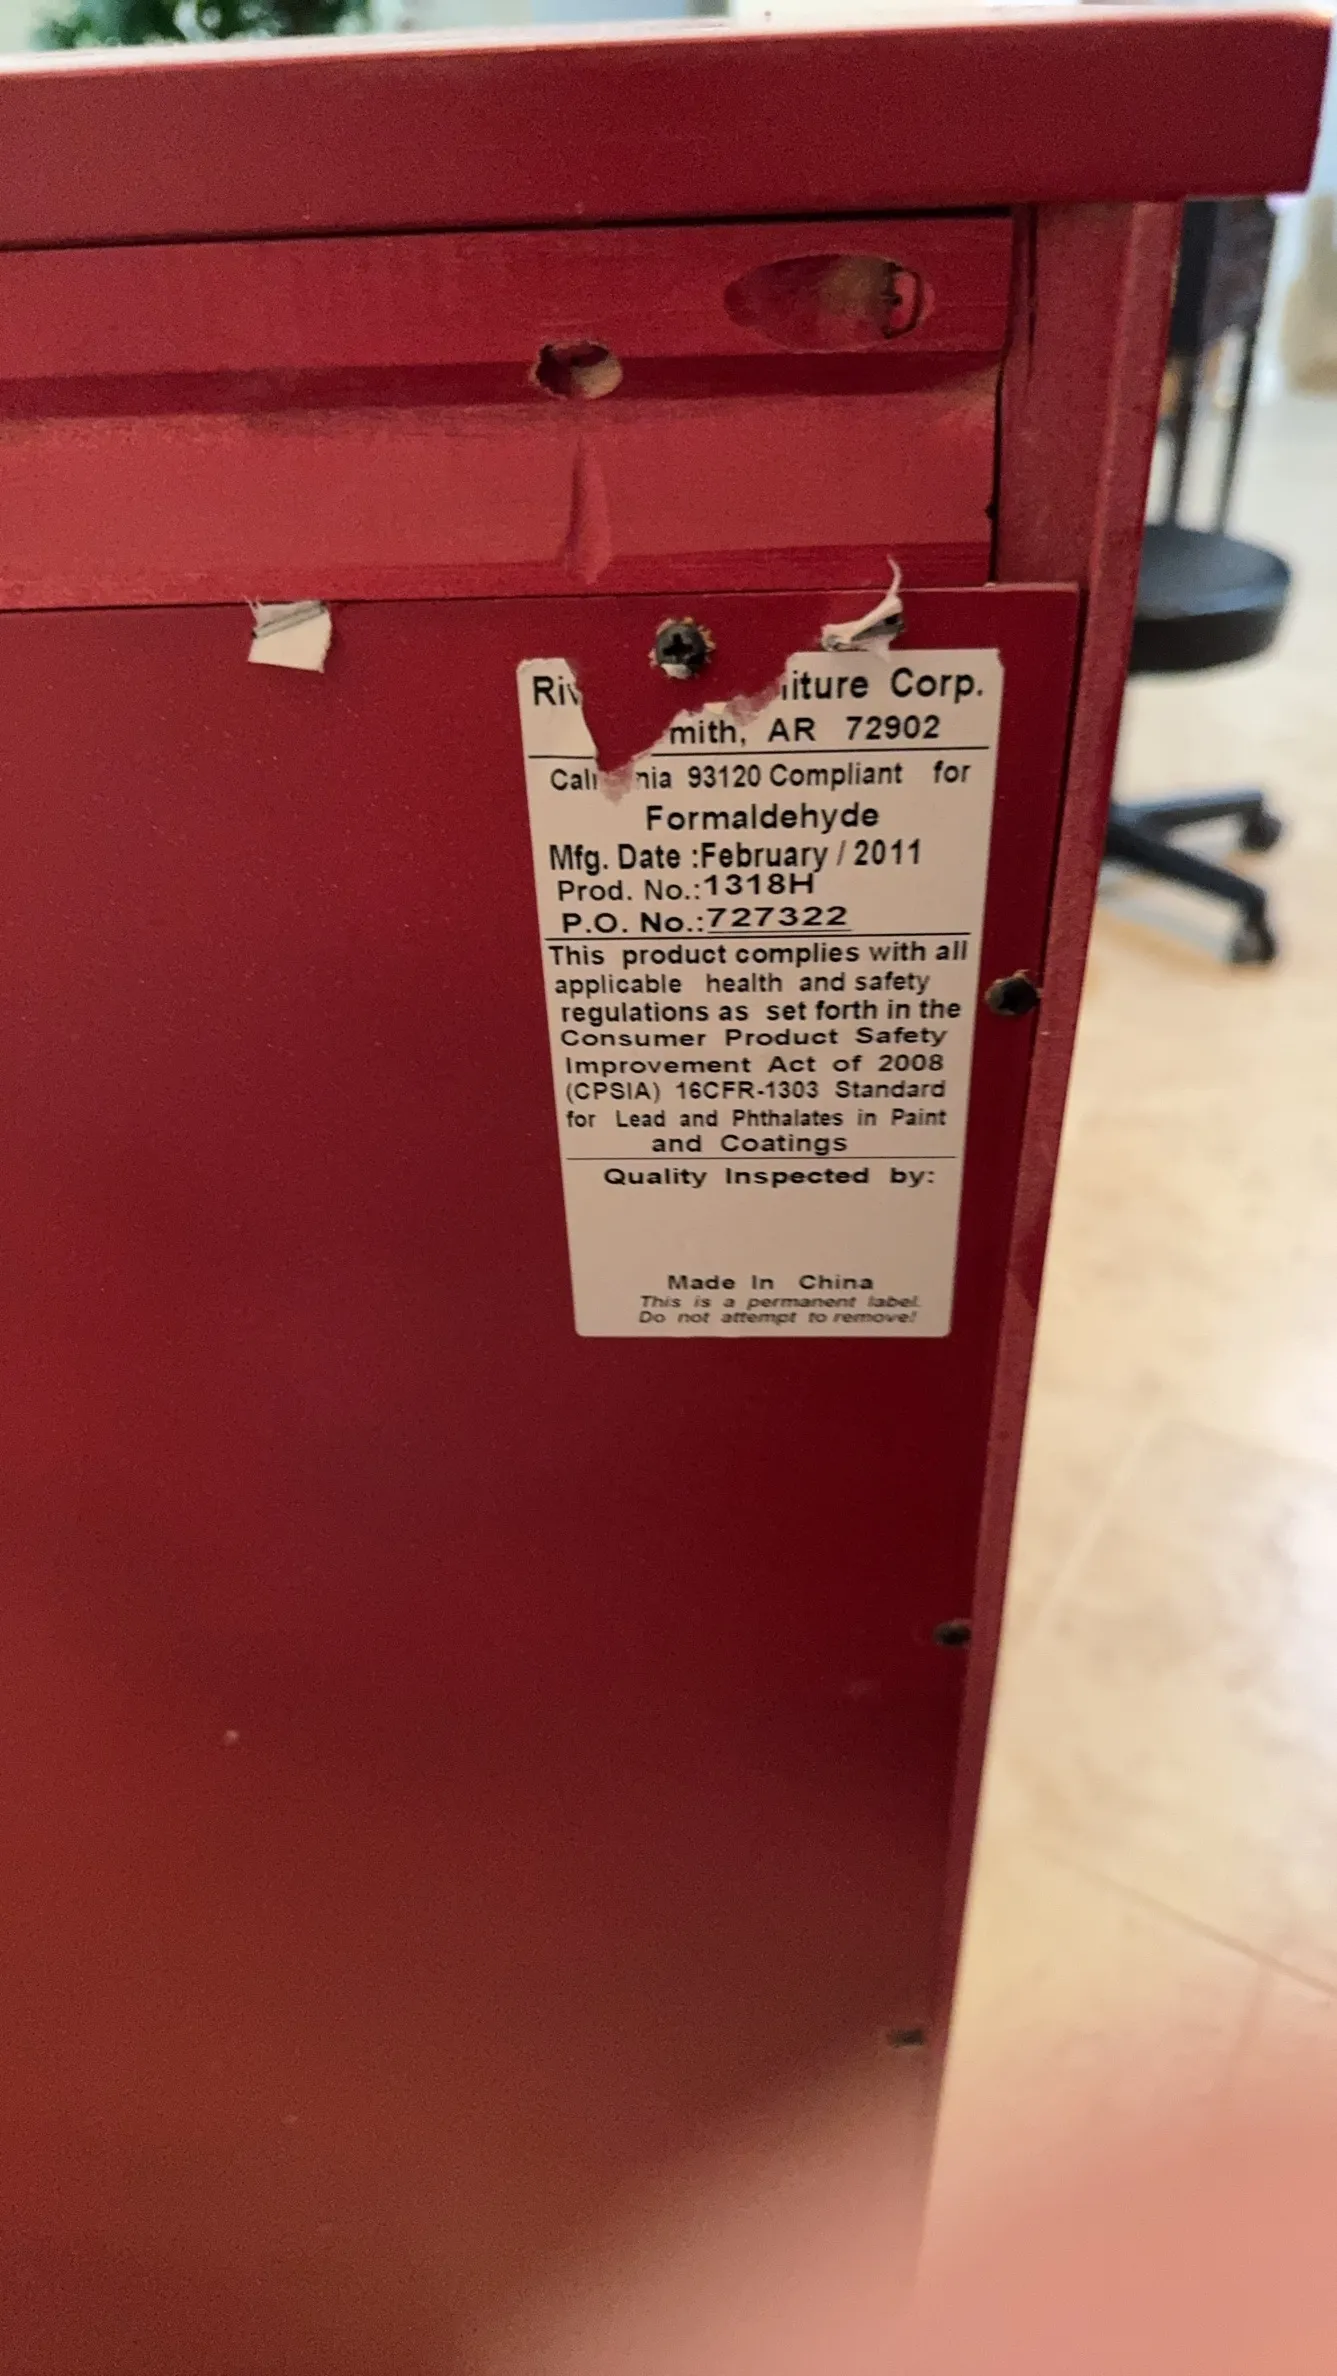 Riv iture Corp.
mith, AR 72902
Cali nia 93120 Compliant for
Formaldehyde
Mfg. Date :February / 2011
Prod. No.:1318H
P.O. No.:727322
This product complies with all
applicable health and safety
regulations as set forth in the
Consumer Product Safety
Improvement Act of 2008
(CPSIA) 16CFR-1303 Standard
for Lead and Phthalates in Paint
and Coatings
Quality Inspected by:
Made In China
This is a permanent label.
Do not attempt to remove!